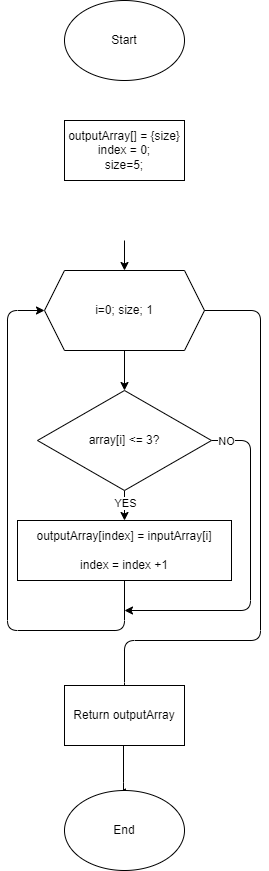 Start
outputArray[] = {size}
index = 0;
size=5;
i=0; size; 1
array[i] <= 3?
NO
YES
outputArray[index] = inputArray[i]
index = index +1
Return outputArray
End